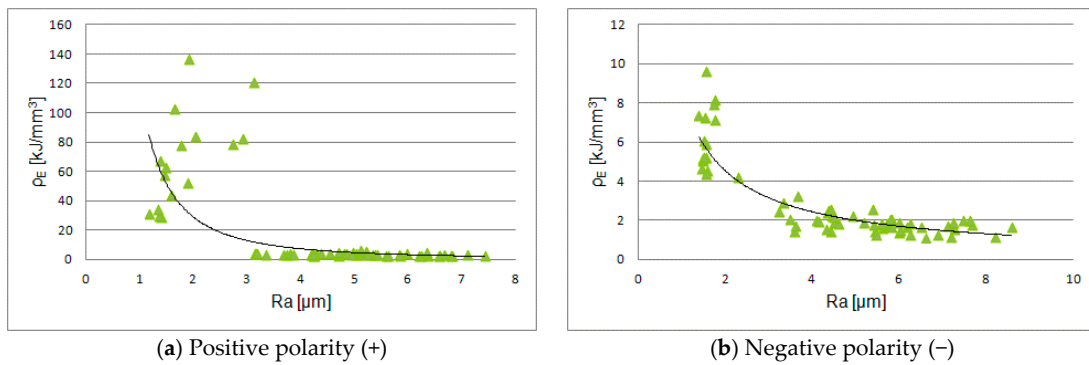 160
140
120
100
80
60
40
20
0
ρE [kJ/mm³]
0 1 2 3 4 5 6 7 8
Ra [μm]
(a) Positive polarity (+)
12
10
8
6
4
2
0
ρE [kJ/mm³]
0 2 4 6 8 10
Ra [μm]
(b) Negative polarity (−)